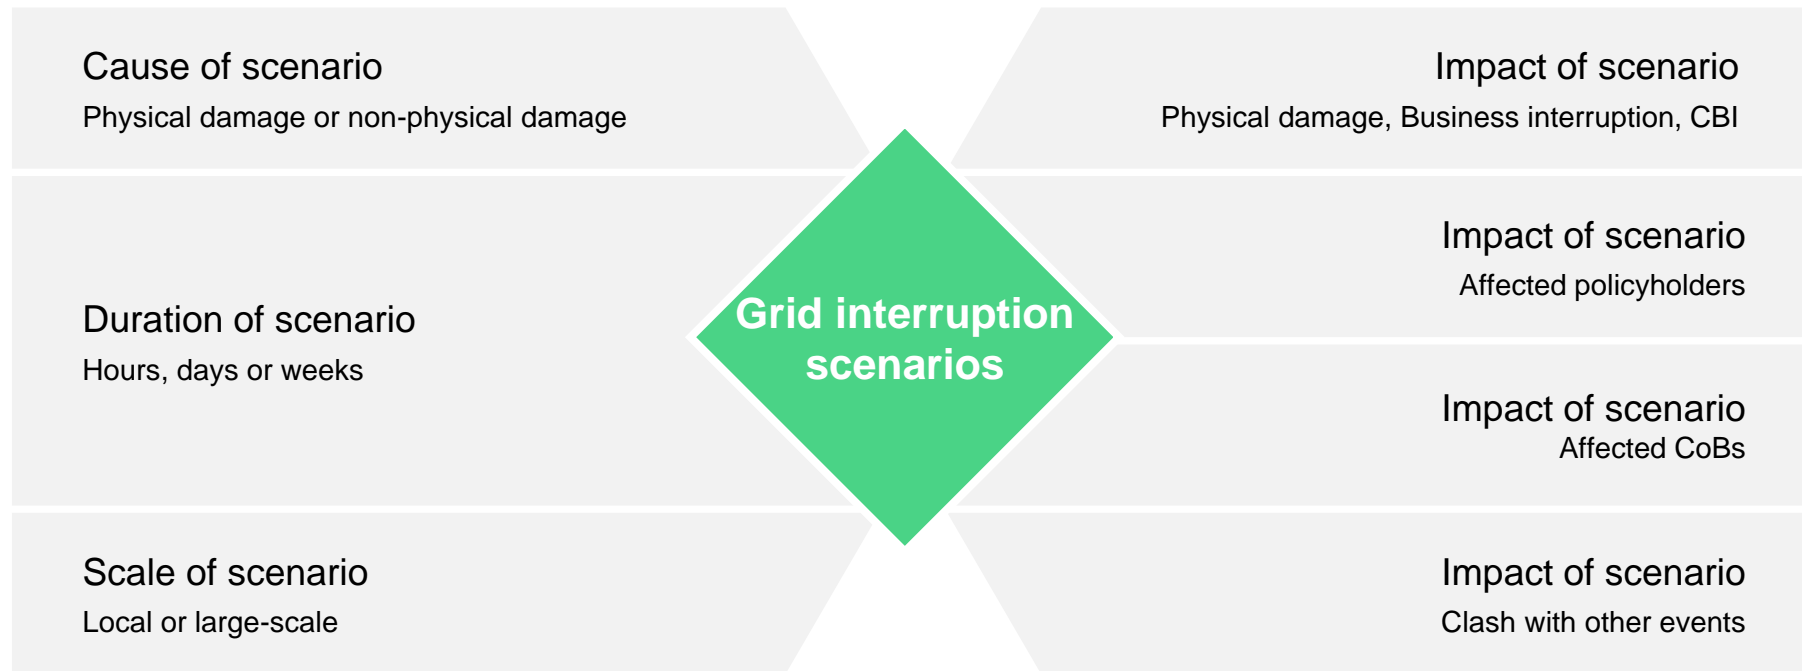 Cause of scenario
Physical damage or non-physical damage
Duration of scenario
Hours, days or weeks
Scale of scenario
Local or large-scale
Grid interruption
scenarios
Impact of scenario
Physical damage, Business interruption, CBI
Impact of scenario
Affected policyholders
Impact of scenario
Affected CoBs
Impact of scenario
Clash with other events